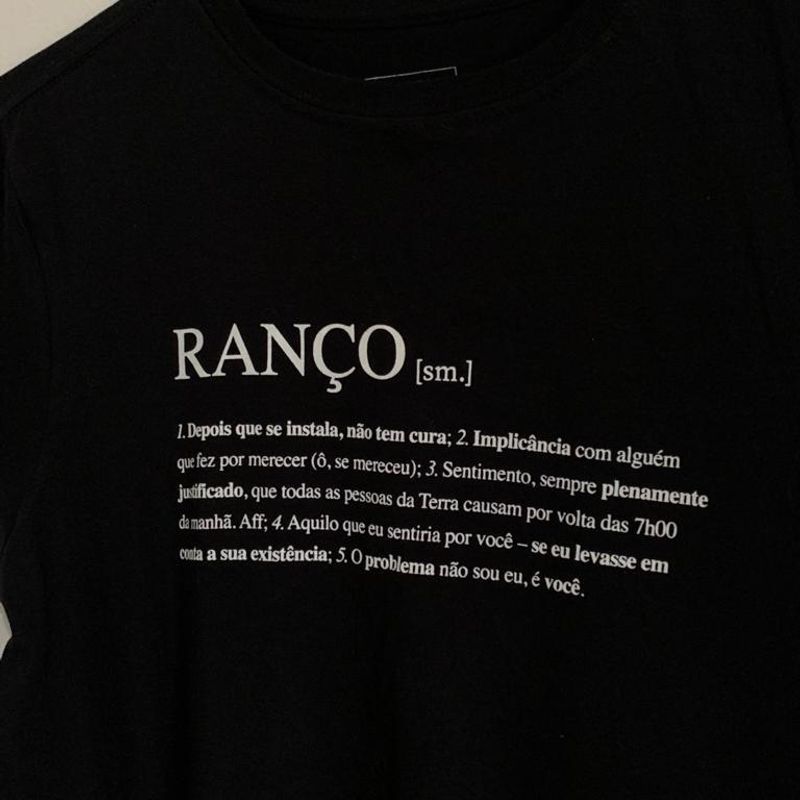 RANÇO [sm.]
1. Depois que se instala, não tem cura; 2. Implicância com alguém
que fez por merecer (ô, se mereceu); 3. Sentimento, sempre plenamente
justificado, que todas as pessoas da Terra causam por volta das 7h00
da manhã. Aff; 4. Aquilo que eu sentiria por você – se eu levasse em
conta a sua existência; 5. O problema não sou eu, é você.